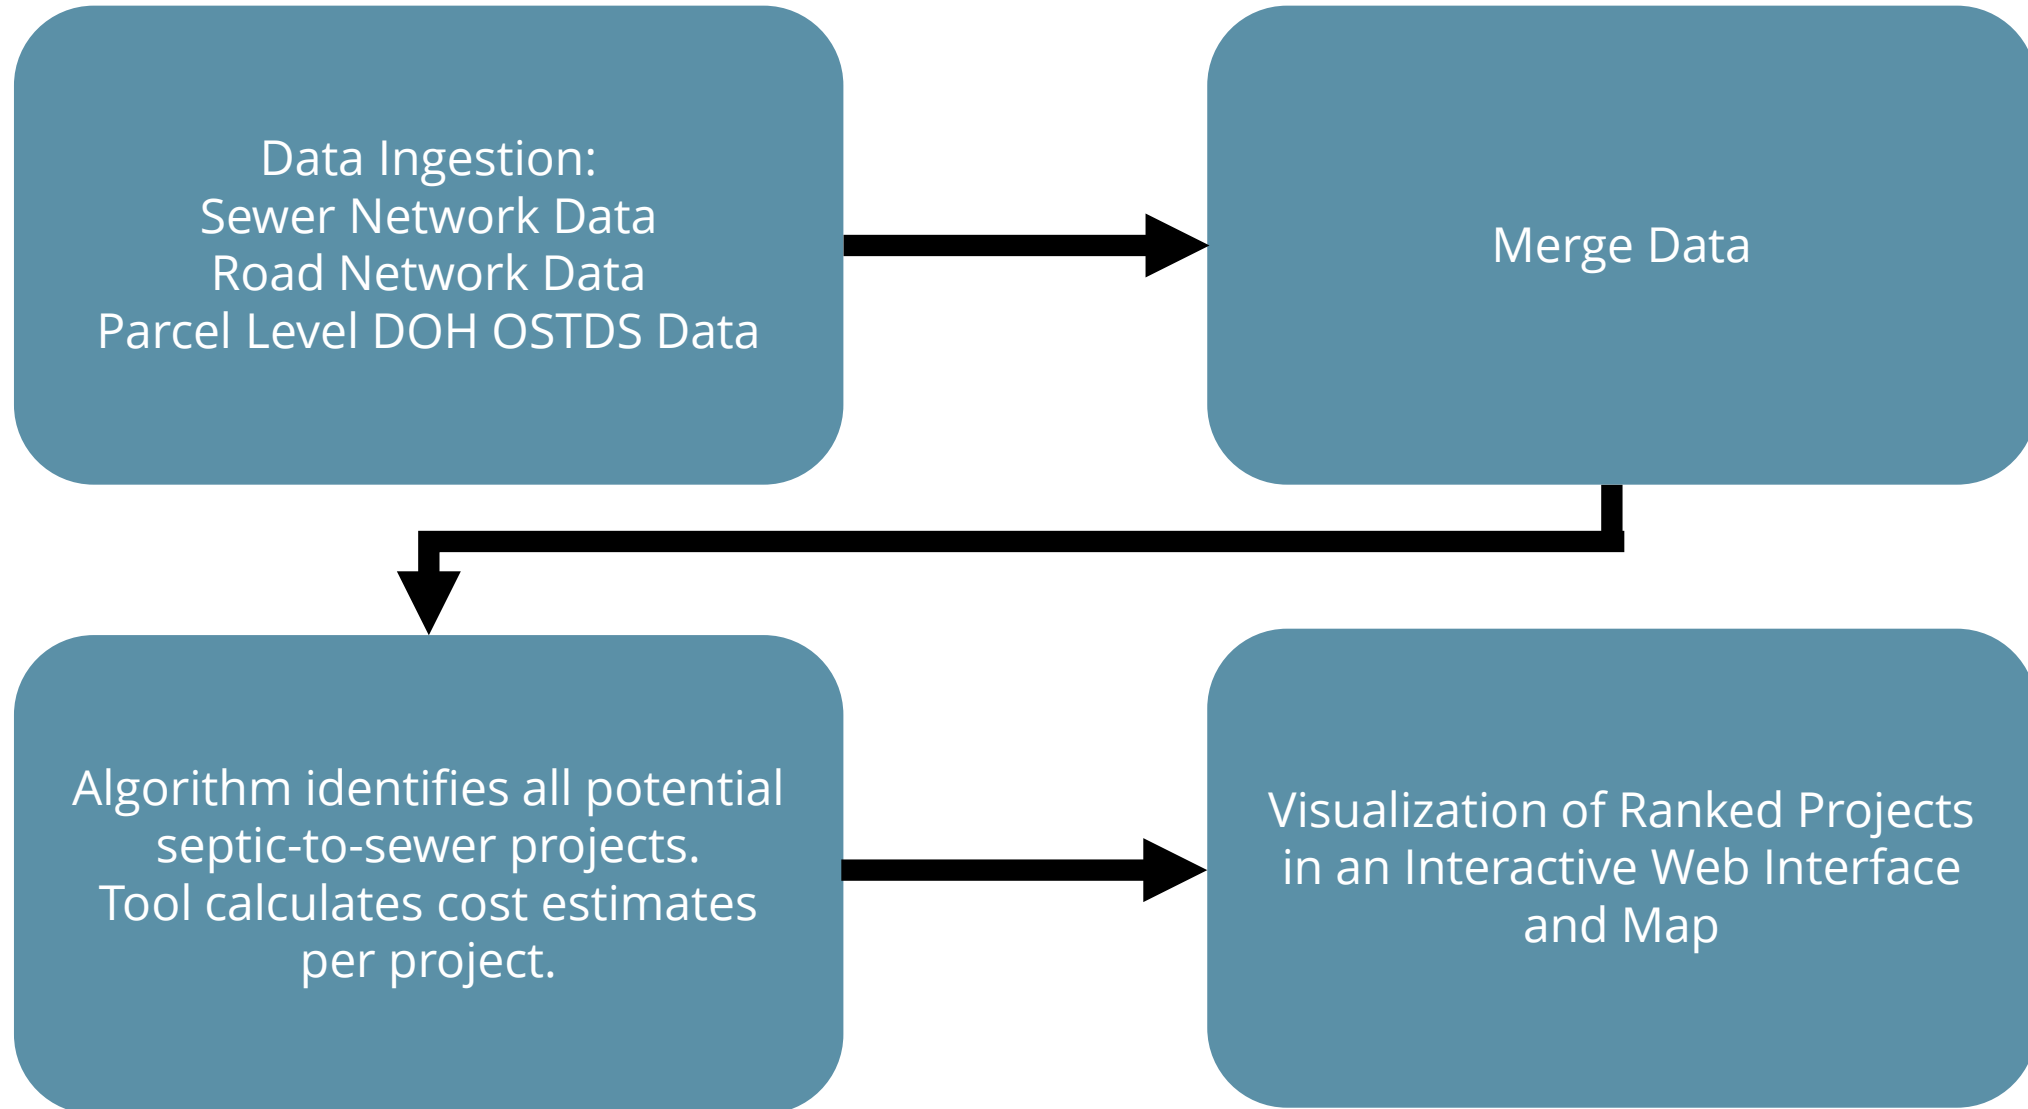 Data Ingestion:
Sewer Network Data
Road Network Data
Parcel Level DOH OSTDS Data
Merge Data
Algorithm identifies all potential
septic-to-sewer projects.
Tool calculates cost estimates
per project.
Visualization of Ranked Projects
in an Interactive Web Interface
and Map